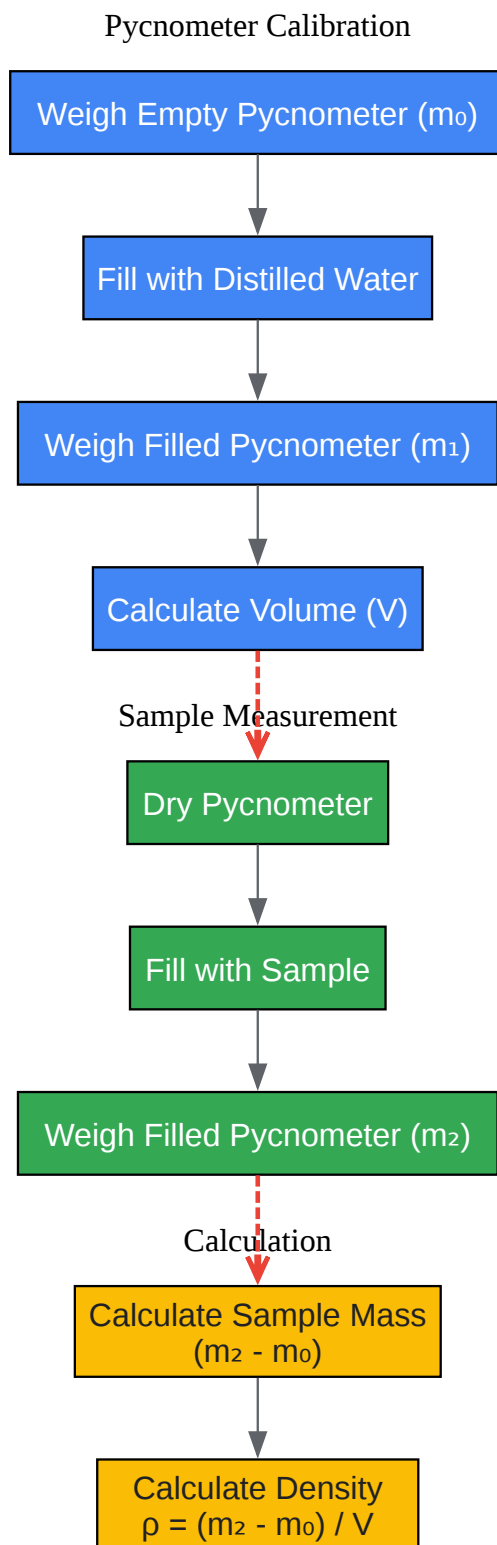 Pycnometer Calibration
Weigh Empty Pycnometer (m₀)
Fill with Distilled Water
Weigh Filled Pycnometer (m₁)
Calculate Volume (V)
Sample Measurement
Dry Pycnometer
Fill with Sample
Weigh Filled Pycnometer (m₂)
Calculation
Calculate Sample Mass
(m₂ - m₀)
Calculate Density
ρ = (m₂ - m₀) / V